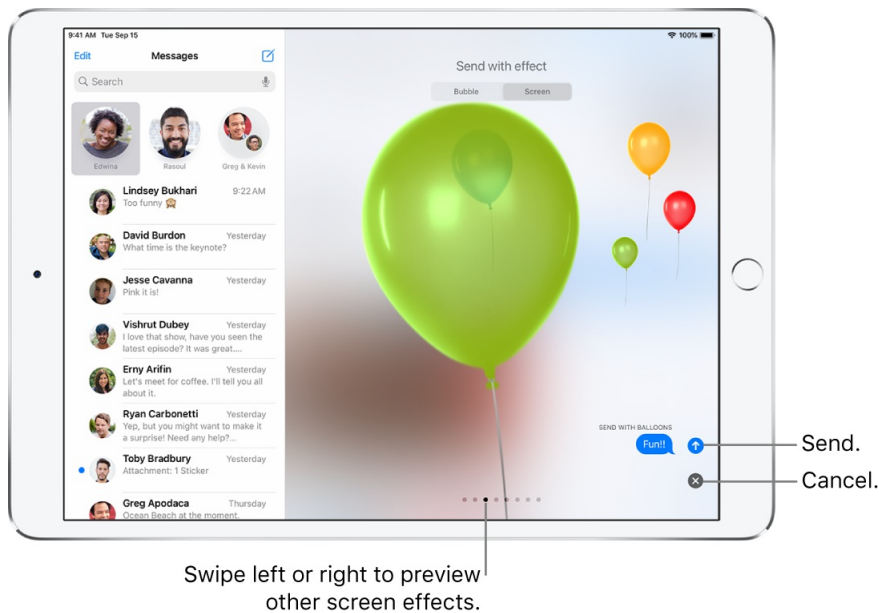 9:41 AM Tue Sep 15
100%
Edit
Messages
Search
Edwina
Rasoul
Greg & Kevin
Lindsey Bukhari
9:22 AM
Too funny 🙈
David Burdon
Yesterday
What time is the keynote?
Jesse Cavanna
Yesterday
Pink it is!
Vishrut Dubey
Yesterday
I love that show, have you seen the
latest episode? It was great....
Erny Arifin
Yesterday
Let's meet for coffee. I'll tell you all
about it.
Ryan Carbonetti
Yesterday
Yep, but you might want to make it
a surprise! Need any help?...
Toby Bradbury
Yesterday
Attachment: 1 Sticker
Greg Apodaca
Thursday
Ocean Beach at the moment.
Send with effect
Bubble
Screen
SEND WITH BALLOONS
Fun!!
Send.
Cancel.
Swipe left or right to preview
other screen effects.